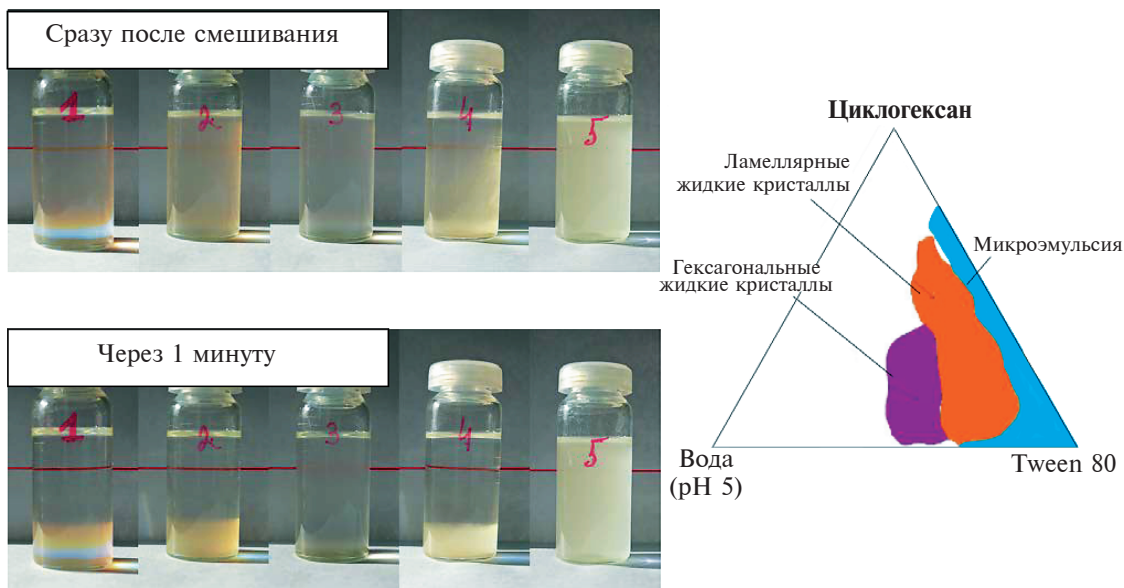 Сразу после смешивания
1
2
3
4
5
Через 1 минуту
1
2
3
4
5
Циклогексан
Ламеллярные
жидкие кристаллы
Микроэмульсия
Гексагональные
жидкие кристаллы
Вода
(pH 5)
Tween 80